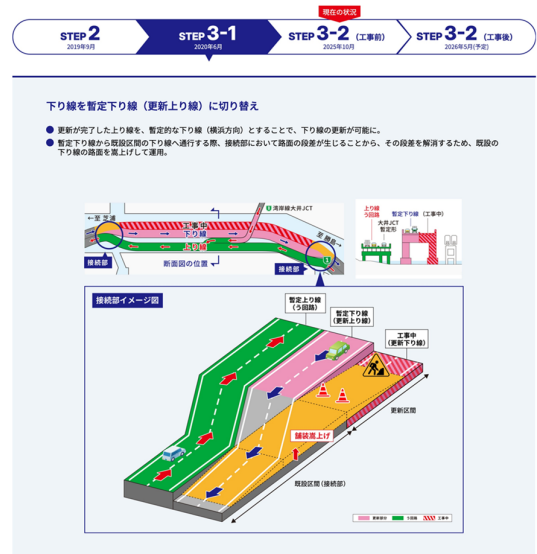 現在の状況
STEP 2
2019年9月
STEP 3-1
2020年6月
STEP 3-2（工事前）
2025年10月
STEP 3-2（工事後）
2026年5月(予定)
下り線を暫定下り線（更新上り線）に切り替え
更新が完了した上り線を、暫定的な下り線（横浜方向）とすることで、下り線の更新が可能に。
暫定下り線から既設区間の下り線へ通行する際、接続部において路面の段差が生じることから、その段差を解消するため、既設の
下り線の路面を嵩上げして運用。
←至 芝浦
湾岸線大井JCT
工事中
下り線
上り線
至 勝島→
接続部
断面図の位置
接続部
1
上り線
う回路
大井JCT
暫定形
暫定下り線
（工事中）
接続部イメージ図
暫定上り線
（う回路）
暫定下り線
（更新上り線）
工事中
（更新下り線）
更新区間
舗装嵩上げ
既設区間（接続部）
更新部分
う回路
工事中